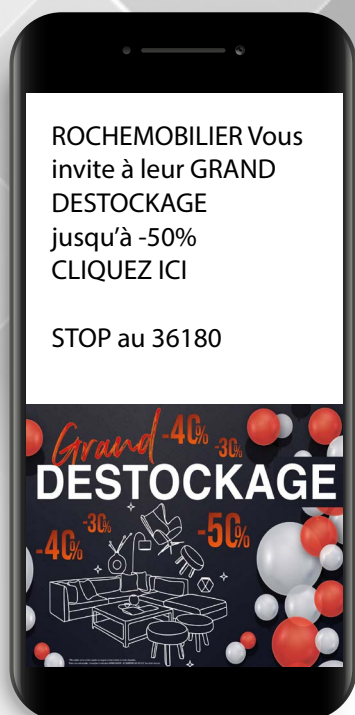 ROCHEMOBILIER Vous
invite à leur GRAND
DESTOCKAGE
jusqu'à -50%
CLIQUEZ ICI
STOP au 36180
Grand
-40%
-30%
DESTOCKAGE
-30%
-40%
-50%